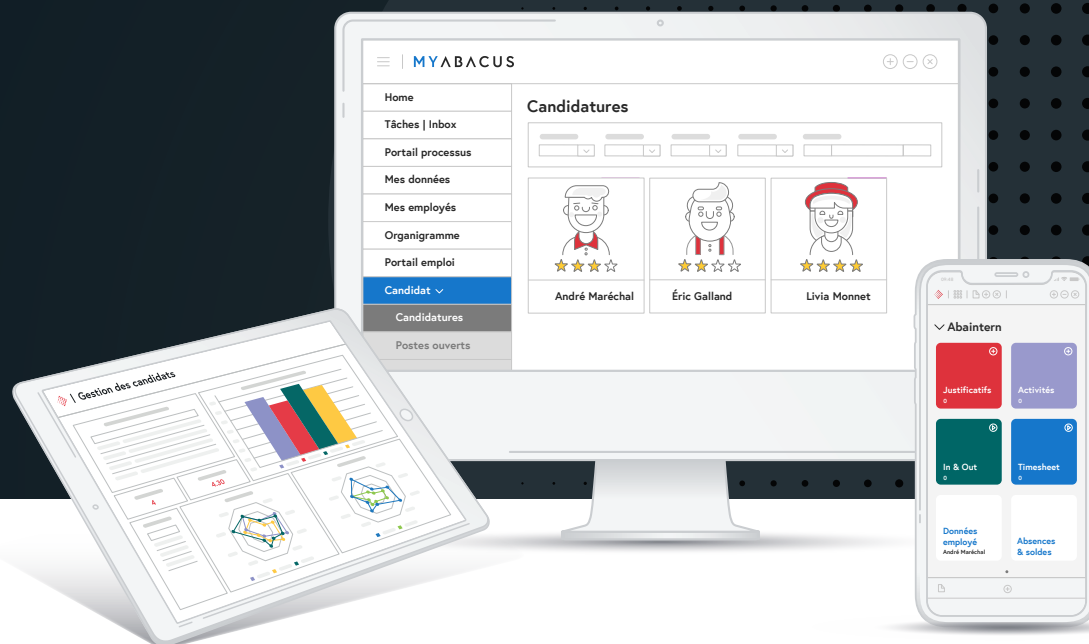 MYΛBACUS
Home
Tâches | Inbox
Portail processus
Mes données
Mes employés
Organigramme
Portail emploi
Candidat
Candidatures
Postes ouverts
Candidatures
André Maréchal
Éric Galland
Livia Monnet
Gestion des candidats
4
4.30
Abaintern
Justificatifs
0
Activités
0
In & Out
0
Timesheet
0
Données
employé
André Maréchal
Absences
& soldes